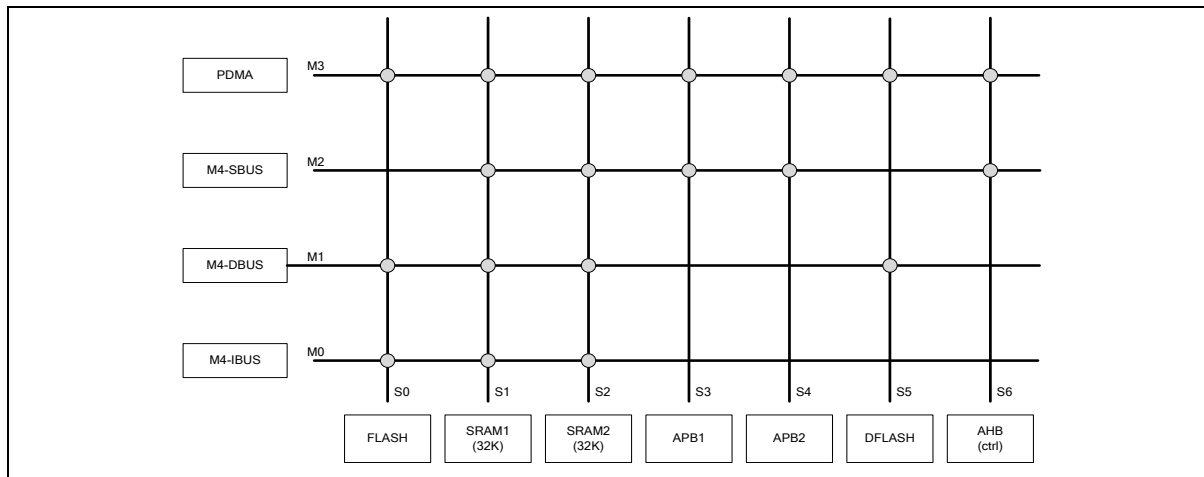 PDMA
M3
M4-SBUS
M2
M4-DBUS
M1
M4-IBUS
M0
S0
S1
S2
S3
S4
S5
S6
FLASH
SRAM1
(32K)
SRAM2
(32K)
APB1
APB2
DFLASH
AHB
(ctrl)